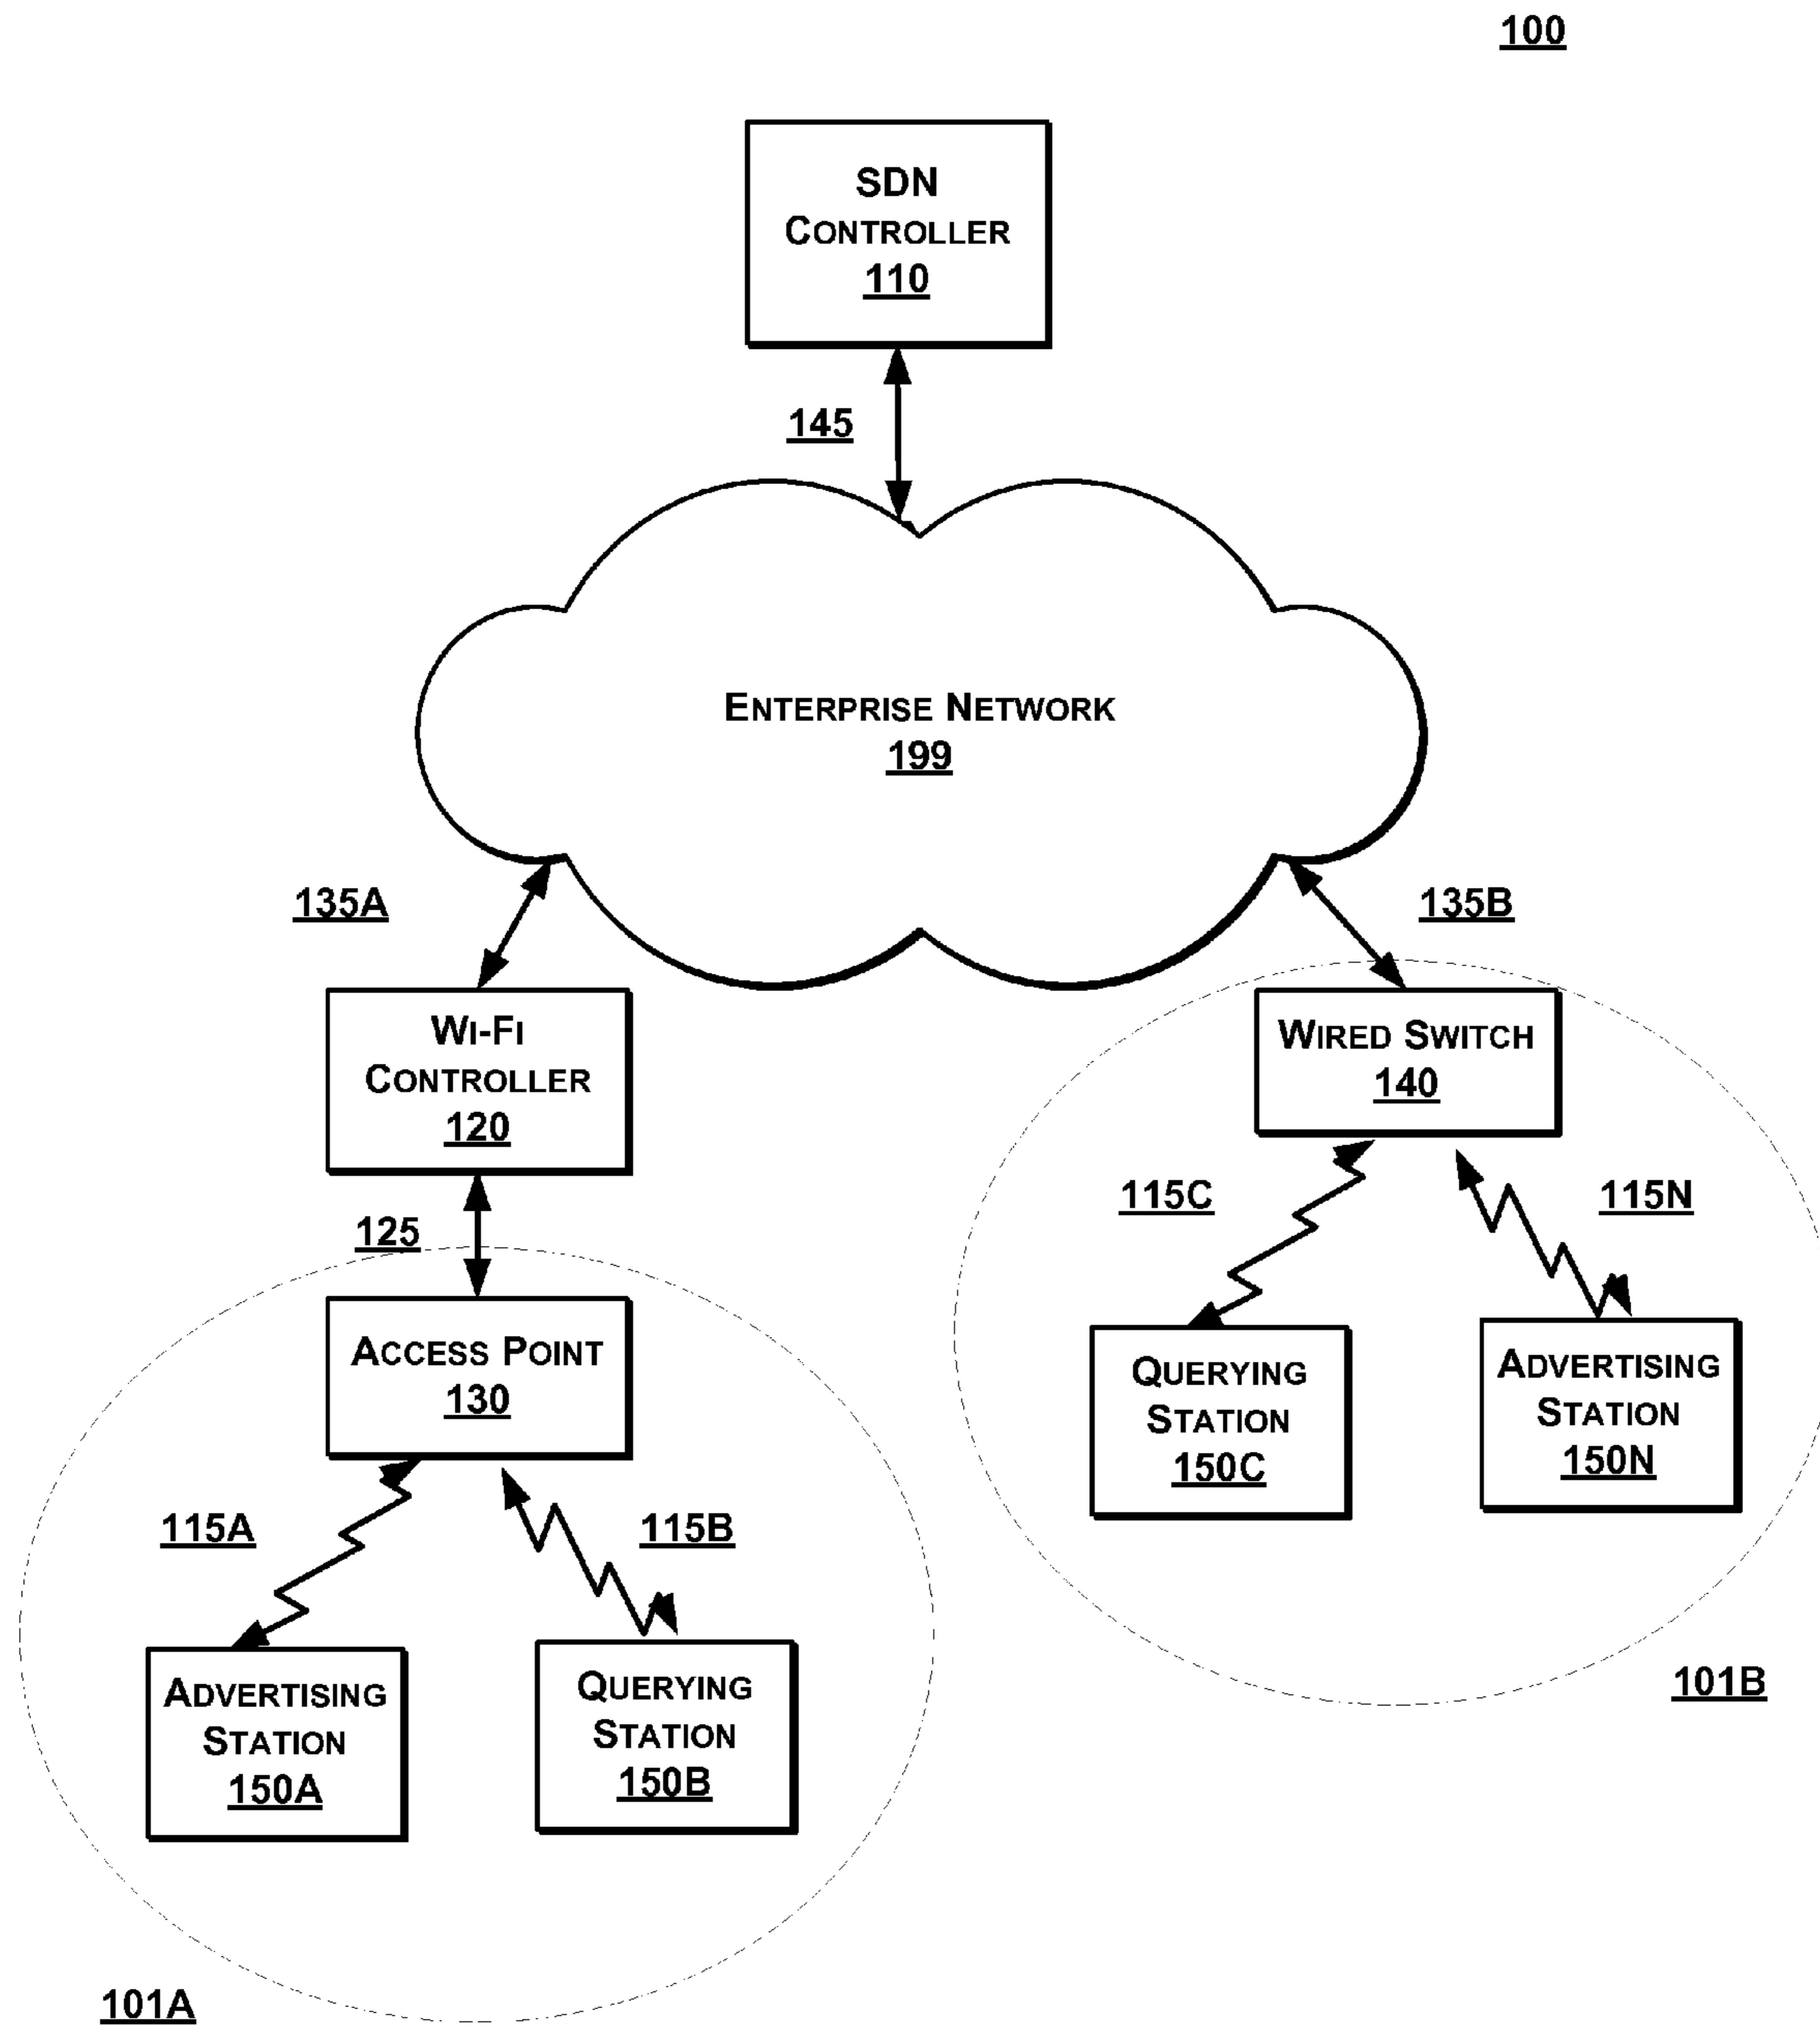 100
SDN
CONTROLLER
110
145
ENTERPRISE NETWORK
199
135A
135B
WI-FI
CONTROLLER
120
WIRED SWITCH
140
115C
115N
125
ACCESS POINT
130
QUERYING
STATION
150C
ADVERTISING
STATION
150N
115A
115B
ADVERTISING
STATION
150A
QUERYING
STATION
150B
101B
101A